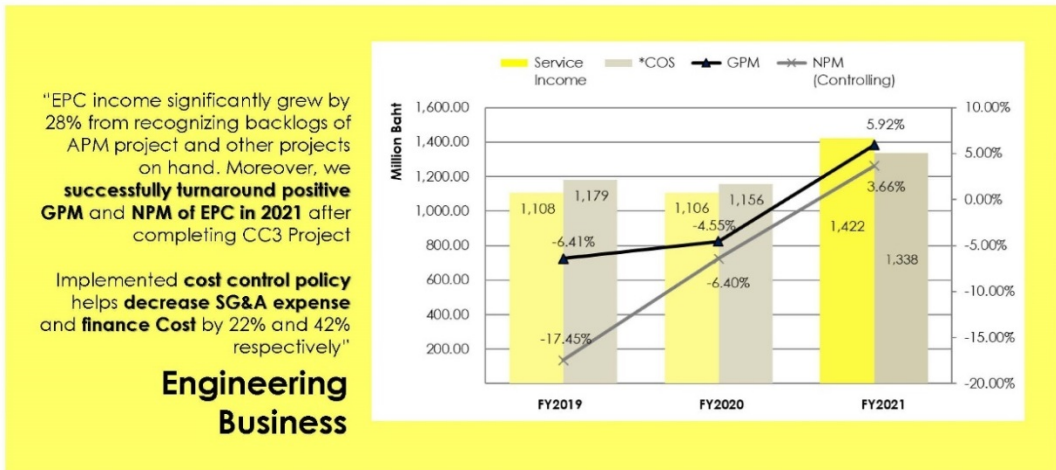 "EPC income significantly grew by
28% from recognizing backlogs of
APM project and other projects
on hand. Moreover, we
successfully turnaround positive
GPM and NPM of EPC in 2021 after
completing CC3 Project
Implemented cost control policy
helps decrease SG&A expense
and finance Cost by 22% and 42%
respectively"
Engineering
Business
Service Income
*COS
GPM
NPM (Controlling)
Million Baht
1,600.00
1,400.00
1,200.00
1,000.00
800.00
600.00
400.00
200.00
10.00%
5.00%
0.00%
-5.00%
-10.00%
-15.00%
-20.00%
1,108
1,179
-6.41%
-17.45%
1,106
1,156
-4.55%
-6.40%
5.92%
3.66%
1,422
1,338
FY2019
FY2020
FY2021